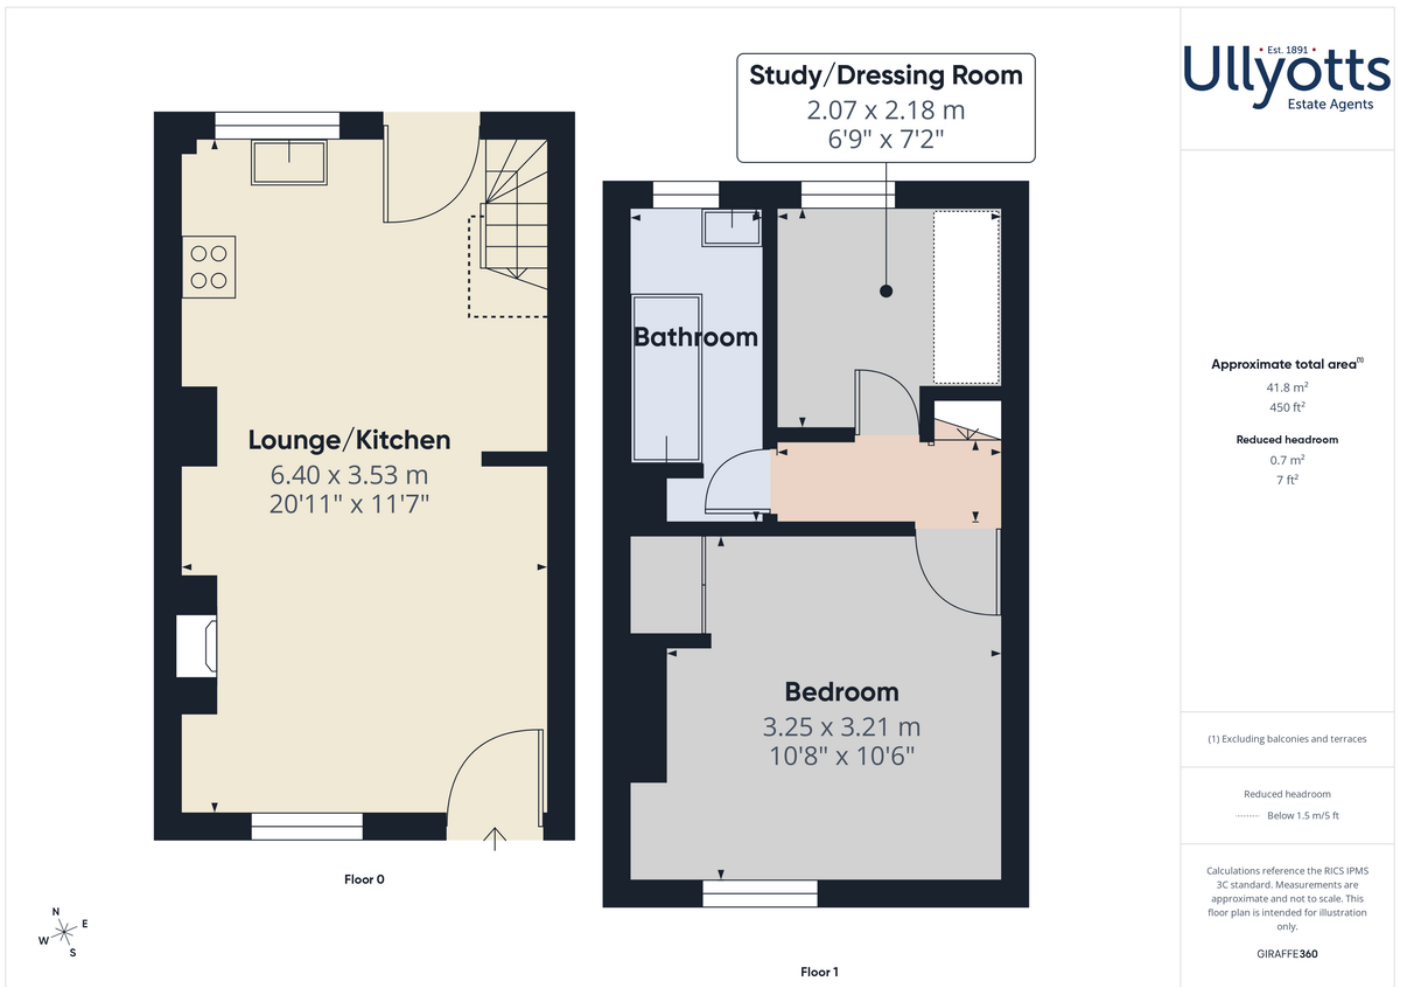 Study/Dressing Room
2.07 x 2.18 m
6'9" x 7'2"
Bathroom
Lounge/Kitchen
6.40 x 3.53 m
20'11" x 11'7"
Bedroom
3.25 x 3.21 m
10'8" x 10'6"
Floor 0
Floor 1
N
E
W
S
Est. 1891
Ullyotts
Estate Agents
Approximate total area(1)
41.8 m²
450 ft²
Reduced headroom
0.7 m²
7 ft²
(1) Excluding balconies and terraces
Reduced headroom
Below 1.5 m/5 ft
Calculations reference the RICS IPMS
3C standard. Measurements are
approximate and not to scale. This
floor plan is intended for illustration
only.
GIRAFFE360